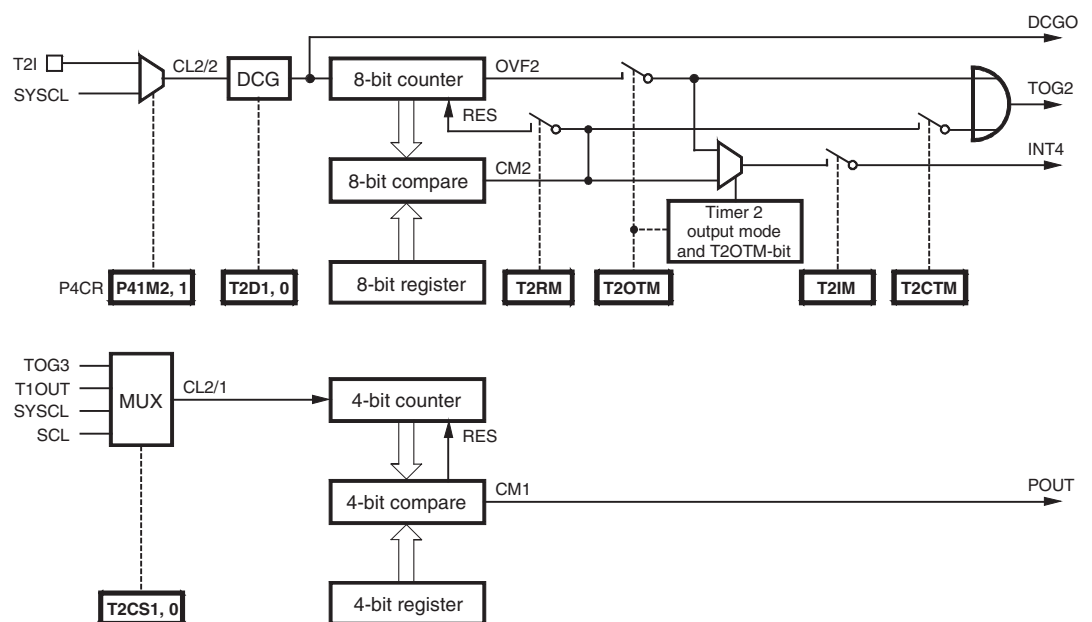 DCGO
T2I
CL2/2
DCG
8-bit counter
OVF2
SYSCL
TOG2
RES
INT4
8-bit compare
CM2
Timer 2
output mode
and T2OTM-bit
P4CR
P41M2, 1
T2D1, 0
8-bit register
T2RM
T2OTM
T2IM
T2CTM
TOG3
T1OUT
SYSCL
SCL
MUX
CL2/1
4-bit counter
RES
4-bit compare
CM1
POUT
T2CS1, 0
4-bit register